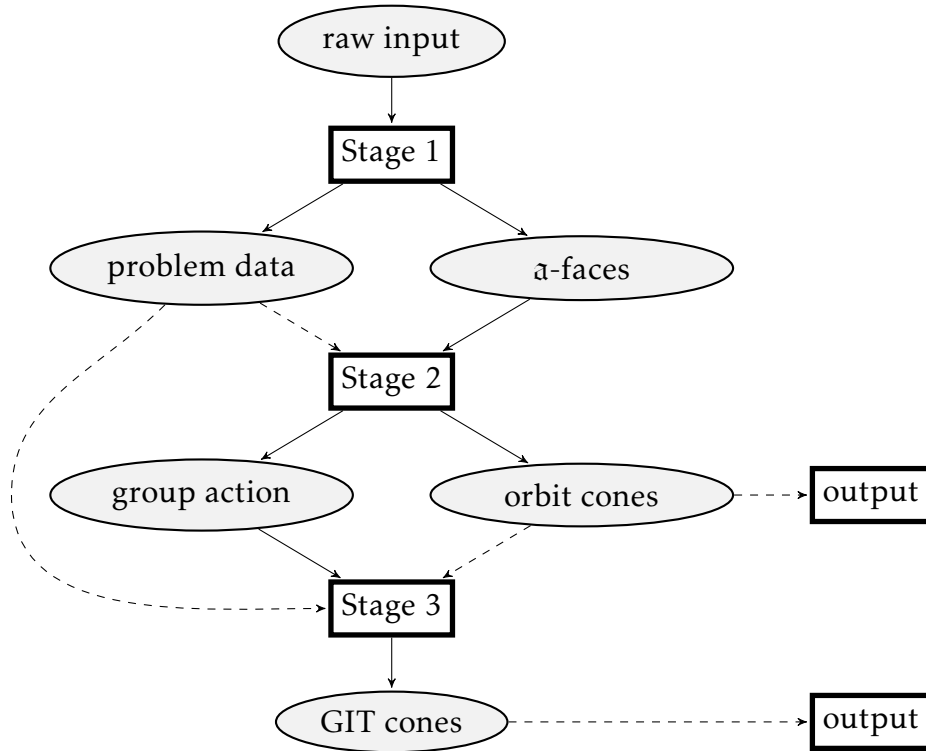 raw input
Stage 1
problem data
𝔞-faces
Stage 2
group action
orbit cones
output
Stage 3
GIT cones
output